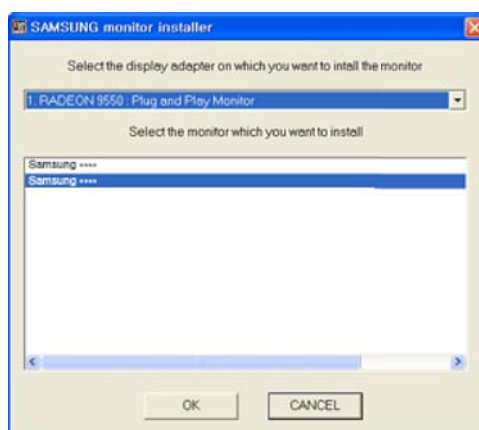 SAMSUNG monitor installer
Select the display adapter on which you want to intall the monitor
1. RADEON 9550 : Plug and Play Monitor
Select the monitor which you want to install
Samsung ****
Samsung ****
OK
CANCEL